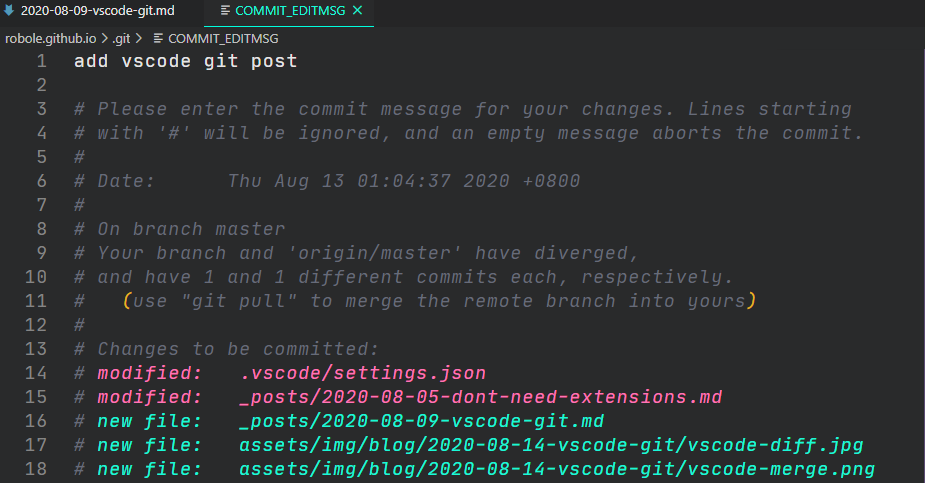 2020-08-09-vscode-git.md COMMIT_EDITMSG
robole.github.io > .git > COMMIT_EDITMSG
1 add vscode git post
2
3 # Please enter the commit message for your changes. Lines starting
4 # with '#' will be ignored, and an empty message aborts the commit.
5 #
6 # Date: Thu Aug 13 01:04:37 2020 +0800
7 #
8 # On branch master
9 # Your branch and 'origin/master' have diverged,
10 # and have 1 and 1 different commits each, respectively.
11 # (use "git pull" to merge the remote branch into yours)
12 #
13 # Changes to be committed:
14 # modified: .vscode/settings.json
15 # modified: _posts/2020-08-05-dont-need-extensions.md
16 # new file: _posts/2020-08-09-vscode-git.md
17 # new file: assets/img/blog/2020-08-14-vscode-git/vscode-diff.jpg
18 # new file: assets/img/blog/2020-08-14-vscode-git/vscode-merge.png